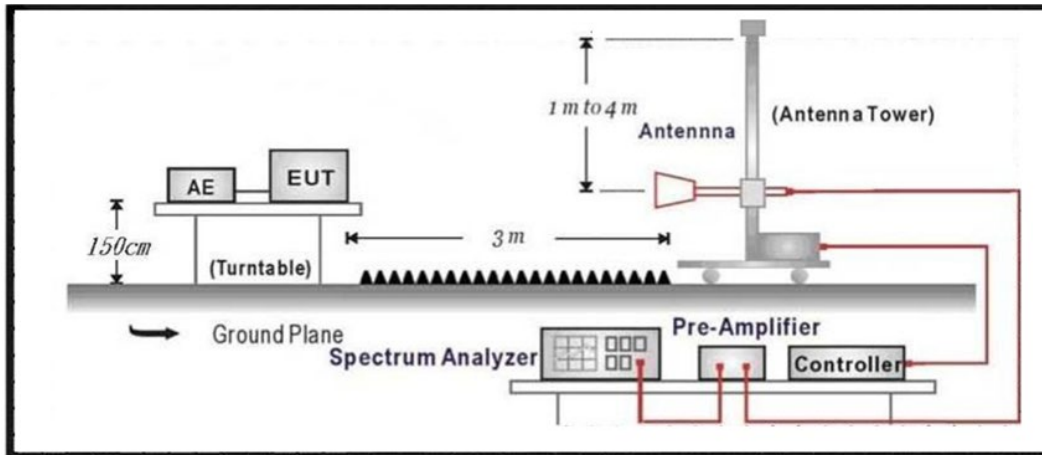 1 m to 4 m
(Antenna Tower)
Antennna
AE
EUT
150cm
3 m
(Turntable)
Ground Plane
Pre-Amplifier
Spectrum Analyzer
Controller